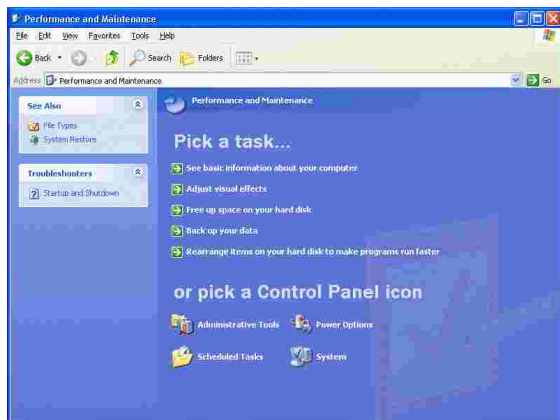 Performance and Maintenance
File Edit View Favorites Tools Help
Back Search Folders
Address Performance and Maintenance Go
See Also
File Types
System Restore
Troubleshooters
Startup and Shutdown
Performance and Maintenance
Pick a task...
See basic information about your computer
Adjust visual effects
Free up space on your hard disk
Back up your data
Rearrange items on your hard disk to make programs run faster
or pick a Control Panel icon
Administrative Tools Power Options
Scheduled Tasks System